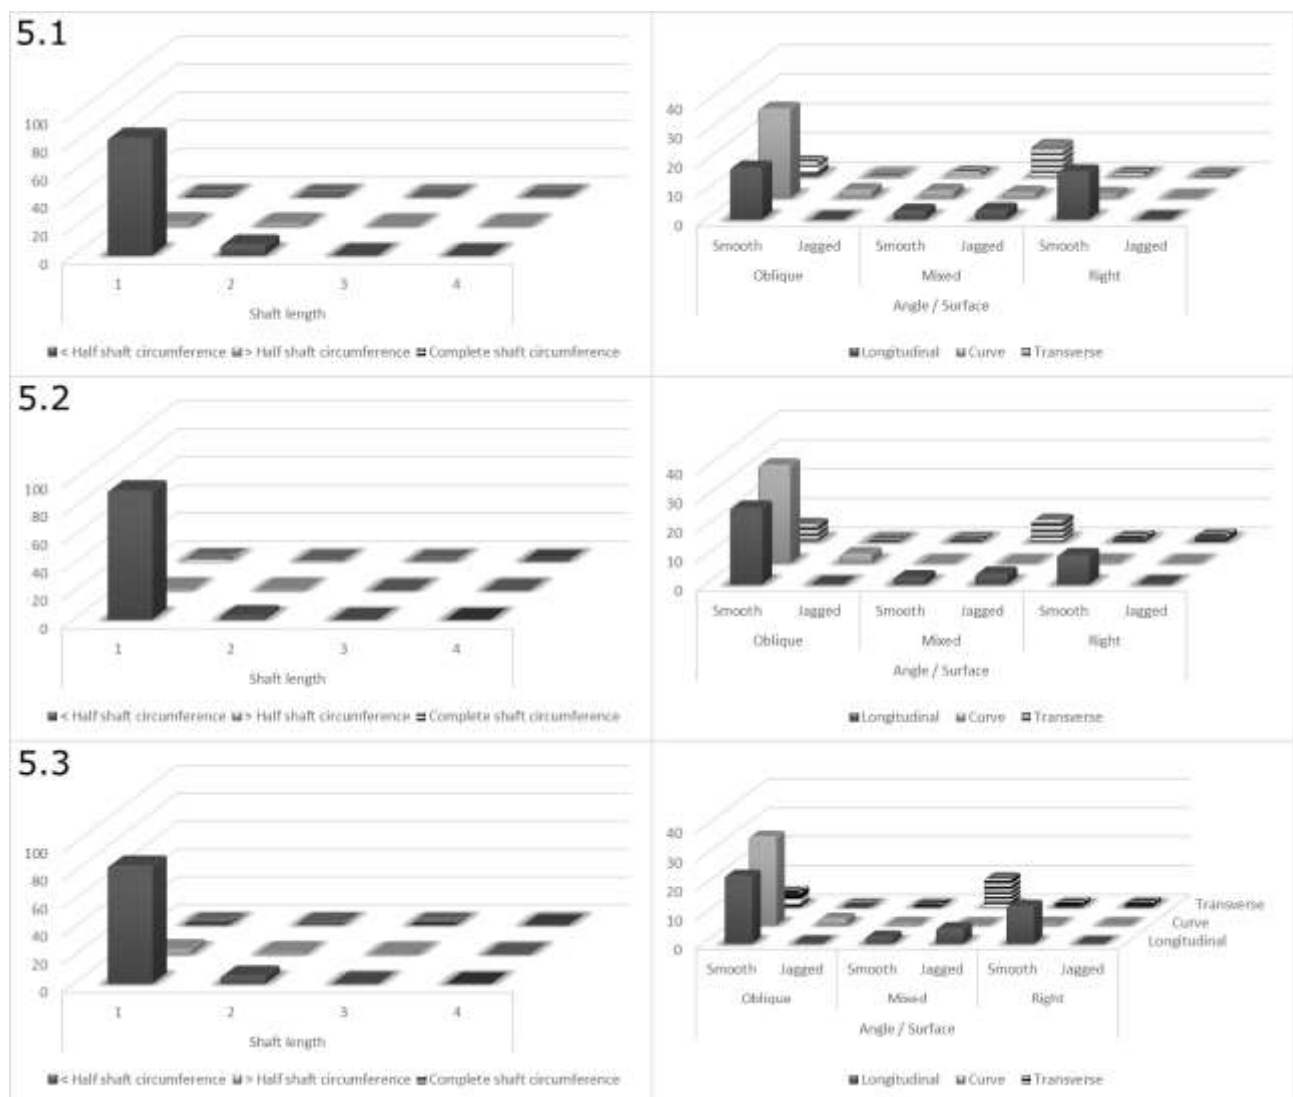 5.1
100
80
60
40
20
0
1 2 3 4
Shaft length
< Half shaft circumference > Half shaft circumference Complete shaft circumference
40
30
20
10
0
Smooth Jagged Smooth Jagged Smooth Jagged
Oblique Mixed Right
Angle / Surface
Longitudinal Curve Transverse
5.2
100
80
60
40
20
0
1 2 3 4
Shaft length
< Half shaft circumference > Half shaft circumference Complete shaft circumference
40
30
20
10
0
Smooth Jagged Smooth Jagged Smooth Jagged
Oblique Mixed Right
Angle / Surface
Longitudinal Curve Transverse
5.3
100
80
60
40
20
0
1 2 3 4
Shaft length
< Half shaft circumference > Half shaft circumference Complete shaft circumference
40
30
20
10
0
Transverse
Curve
Longitudinal
Smooth Jagged Smooth Jagged Smooth Jagged
Oblique Mixed Right
Angle / Surface
Longitudinal Curve Transverse